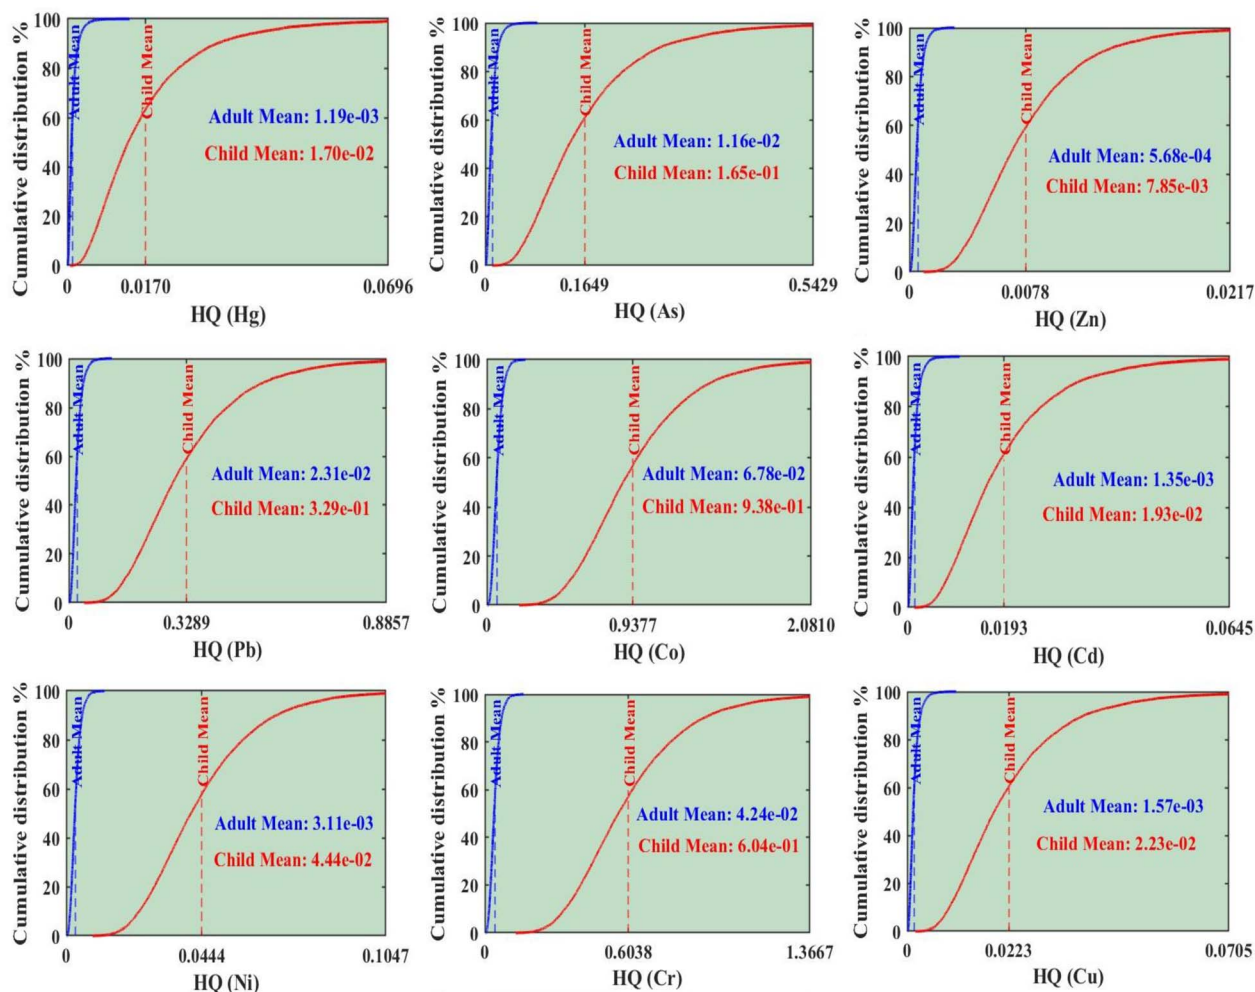 Cumulative distribution %
100
80
60
40
20
0
Adult Mean
Child Mean
Adult Mean: 1.19e-03
Child Mean: 1.70e-02
0 0.0170 0.0696
HQ (Hg)
Cumulative distribution %
100
80
60
40
20
0
Adult Mean
Child Mean
Adult Mean: 1.16e-02
Child Mean: 1.65e-01
0 0.1649 0.5429
HQ (As)
Cumulative distribution %
100
80
60
40
20
0
Adult Mean
Child Mean
Adult Mean: 5.68e-04
Child Mean: 7.85e-03
0 0.0078 0.0217
HQ (Zn)
Cumulative distribution %
100
80
60
40
20
0
Adult Mean
Child Mean
Adult Mean: 2.31e-02
Child Mean: 3.29e-01
0 0.3289 0.8857
HQ (Pb)
Cumulative distribution %
100
80
60
40
20
0
Adult Mean
Child Mean
Adult Mean: 6.78e-02
Child Mean: 9.38e-01
0 0.9377 2.0810
HQ (Co)
Cumulative distribution %
100
80
60
40
20
0
Adult Mean
Child Mean
Adult Mean: 1.35e-03
Child Mean: 1.93e-02
0 0.0193 0.0645
HQ (Cd)
Cumulative distribution %
100
80
60
40
20
0
Adult Mean
Child Mean
Adult Mean: 3.11e-03
Child Mean: 4.44e-02
0 0.0444 0.1047
HQ (Ni)
Cumulative distribution %
100
80
60
40
20
0
Adult Mean
Child Mean
Adult Mean: 4.24e-02
Child Mean: 6.04e-01
0 0.6038 1.3667
HQ (Cr)
Cumulative distribution %
100
80
60
40
20
0
Adult Mean
Child Mean
Adult Mean: 1.57e-03
Child Mean: 2.23e-02
0 0.0223 0.0705
HQ (Cu)